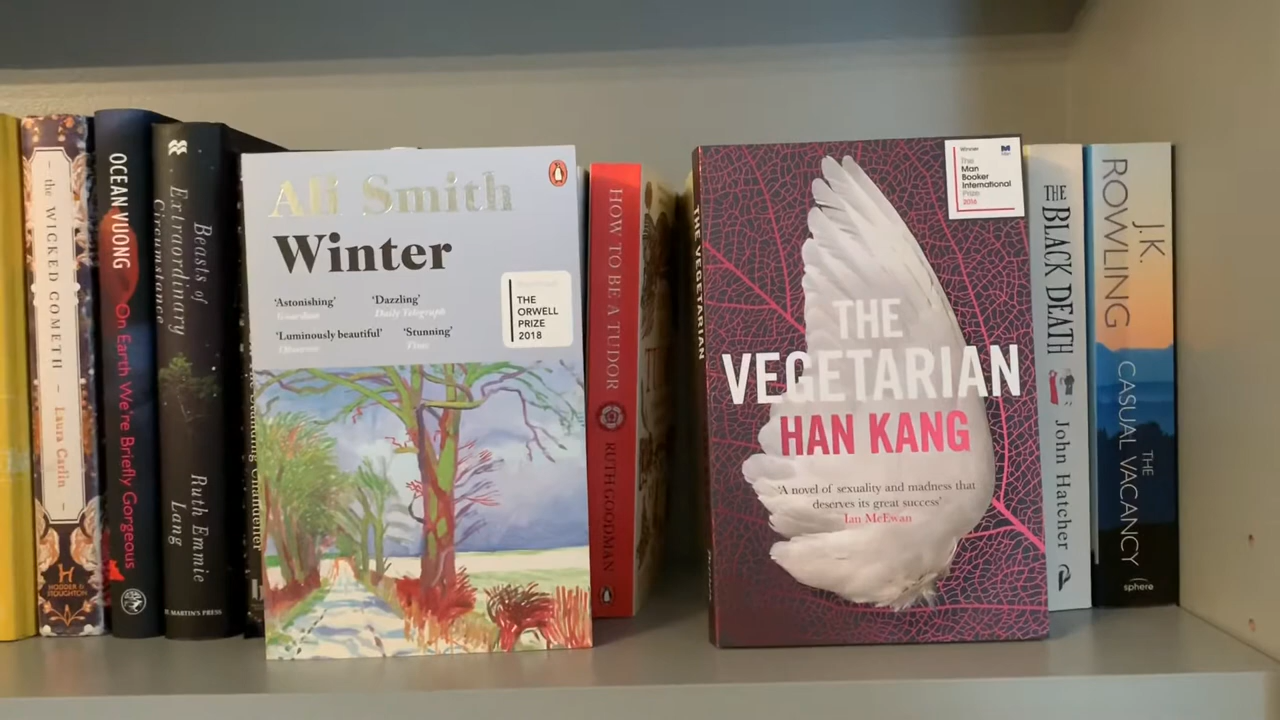 the WICKED COMETH
Laura Carlin
HODGER &
STOUGHTON
OCEAN VUONG
On Earth We're Briefly Gorgeous
Beasts of
Extraordinary
Circumstance
Ruth Emmie
Lang
MARTIN'S PRESS
Ali Smith
Winter
'Astonishing' 'Dazzling'
Guardian Daily Telegraph
'Luminously beautiful' 'Stunning'
Observer Times
THE
ORWELL
PRIZE
2018
HOW TO BE A TUDOR
RUTH GOODMAN
THE VEGETARIAN
Winner
The
Man
Booker
International
Prize
2016
Man
THE
VEGETARIAN
HAN KANG
'A novel of sexuality and madness that
deserves its great success'
Ian McEwan
THE BLACK DEATH
John Hatcher
J.K.
ROWLING
THE
CASUAL VACANCY
sphere